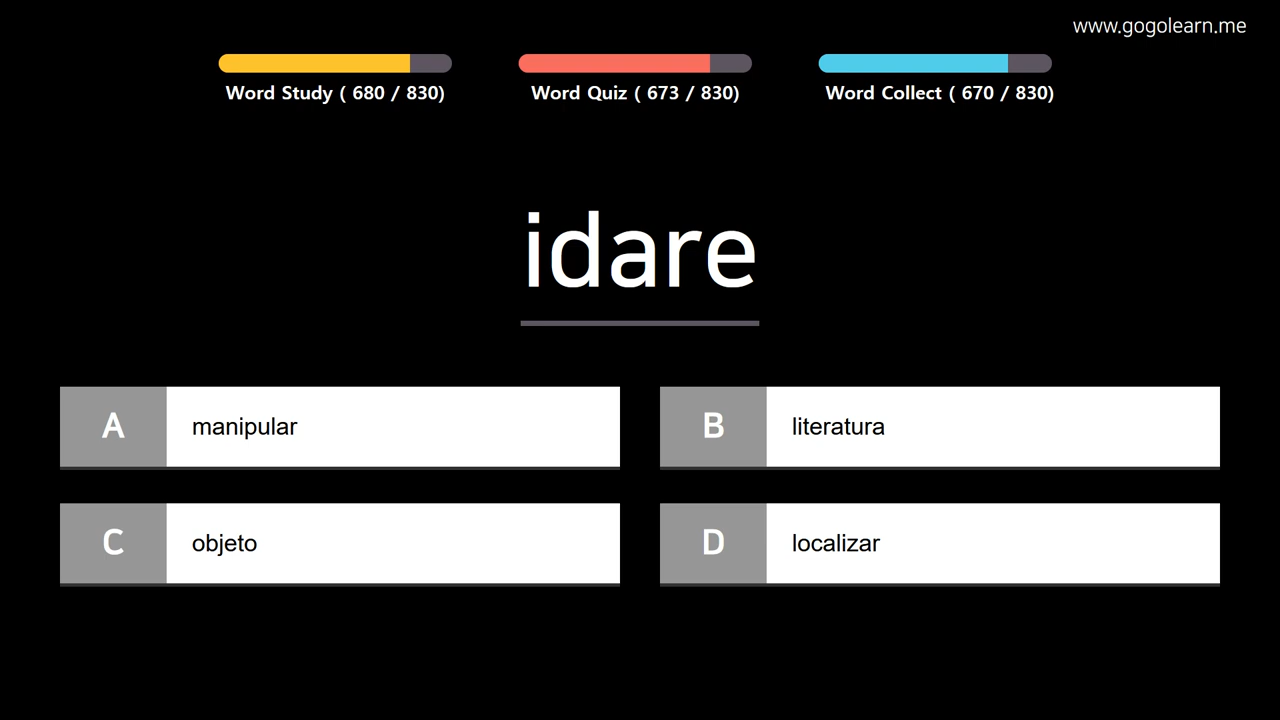 www.gogolearn.me
Word Study ( 680 / 830)
Word Quiz ( 673 / 830)
Word Collect ( 670 / 830)
idare
A manipular
B literatura
C objeto
D localizar